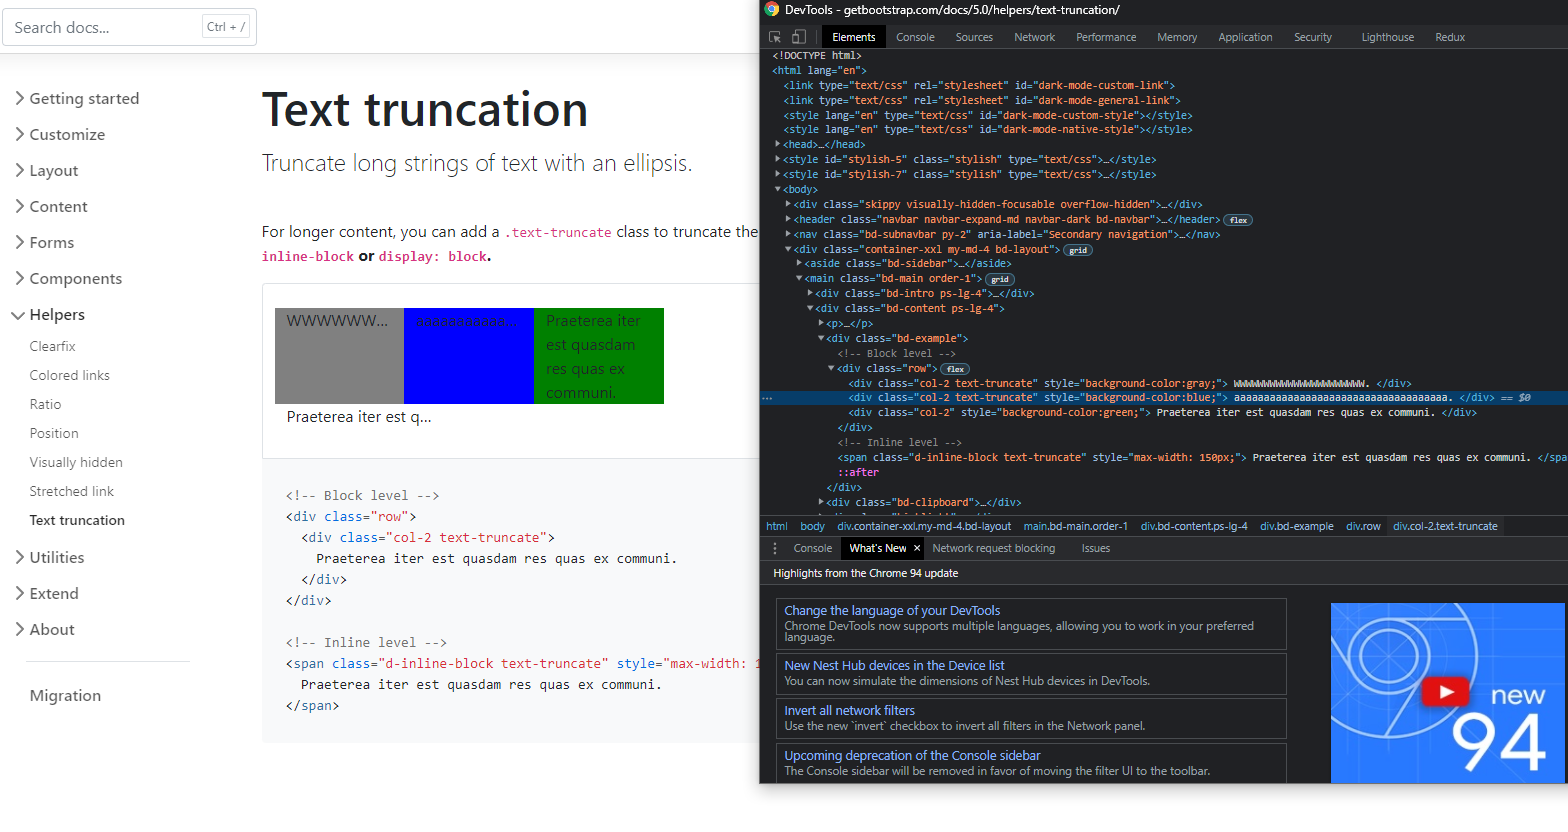 Search docs...
Ctrl + /
Getting started
Customize
Layout
Content
Forms
Components
Helpers
Clearfix
Colored links
Ratio
Position
Visually hidden
Stretched link
Text truncation
Utilities
Extend
About
Migration
Text truncation
Truncate long strings of text with an ellipsis.
For longer content, you can add a .text-truncate class to truncate the
inline-block or display: block.
WWWWWW...
Praeterea iter
est quasdam
res quas ex
communi.
Praeterea iter est q...
<!-- Block level -->
<div class="row">
<div class="col-2 text-truncate">
Praeterea iter est quasdam res quas ex communi.
</div>
</div>
<!-- Inline level -->
<span class="d-inline-block text-truncate" style="max-width: 1
Praeterea iter est quasdam res quas ex communi.
</span>
DevTools - getbootstrap.com/docs/5.0/helpers/text-truncation/
Elements Console Sources Network Performance Memory Application Security Lighthouse Redux
<!DOCTYPE html>
<html lang="en">
<link type="text/css" rel="stylesheet" id="dark-mode-custom-link">
<link type="text/css" rel="stylesheet" id="dark-mode-general-link">
<style lang="en" type="text/css" id="dark-mode-custom-style"></style>
<style lang="en" type="text/css" id="dark-mode-native-style"></style>
<head>…</head>
<style id="stylish-5" class="stylish" type="text/css">…</style>
<style id="stylish-7" class="stylish" type="text/css">…</style>
<body>
<div class="skippy visually-hidden-focusable overflow-hidden">…</div>
<header class="navbar navbar-expand-md navbar-dark bd-navbar">…</header> flex
<nav class="bd-subnavbar py-2" aria-label="Secondary navigation">…</nav>
<div class="container-xxl my-md-4 bd-layout"> grid
<aside class="bd-sidebar">…</aside>
<main class="bd-main order-1"> grid
<div class="bd-intro ps-lg-4">…</div>
<div class="bd-content ps-lg-4">
<p>…</p>
<div class="bd-example">
<!-- Block level -->
<div class="row"> flex
<div class="col-2 text-truncate" style="background-color:gray;"> </div>
<div class="col-2 text-truncate" style="background-color:blue;"> </div> == $0
<div class="col-2" style="background-color:green;"> Praeterea iter est quasdam res quas ex communi. </div>
</div>
<!-- Inline level -->
<span class="d-inline-block text-truncate" style="max-width: 150px;"> Praeterea iter est quasdam res quas ex communi. </spa
::after
</div>
<div class="bd-clipboard">…</div>
html body div.container-xxl.my-md-4.bd-layout main.bd-main.order-1 div.bd-content.ps-lg-4 div.bd-example div.row div.col-2.text-truncate
Console What's New × Network request blocking Issues
Highlights from the Chrome 94 update
Change the language of your DevTools
Chrome DevTools now supports multiple languages, allowing you to work in your preferred
language.
New Nest Hub devices in the Device list
You can now simulate the dimensions of Nest Hub devices in DevTools.
Invert all network filters
Use the new `invert` checkbox to invert all filters in the Network panel.
Upcoming deprecation of the Console sidebar
The Console sidebar will be removed in favor of moving the filter UI to the toolbar.
new
94